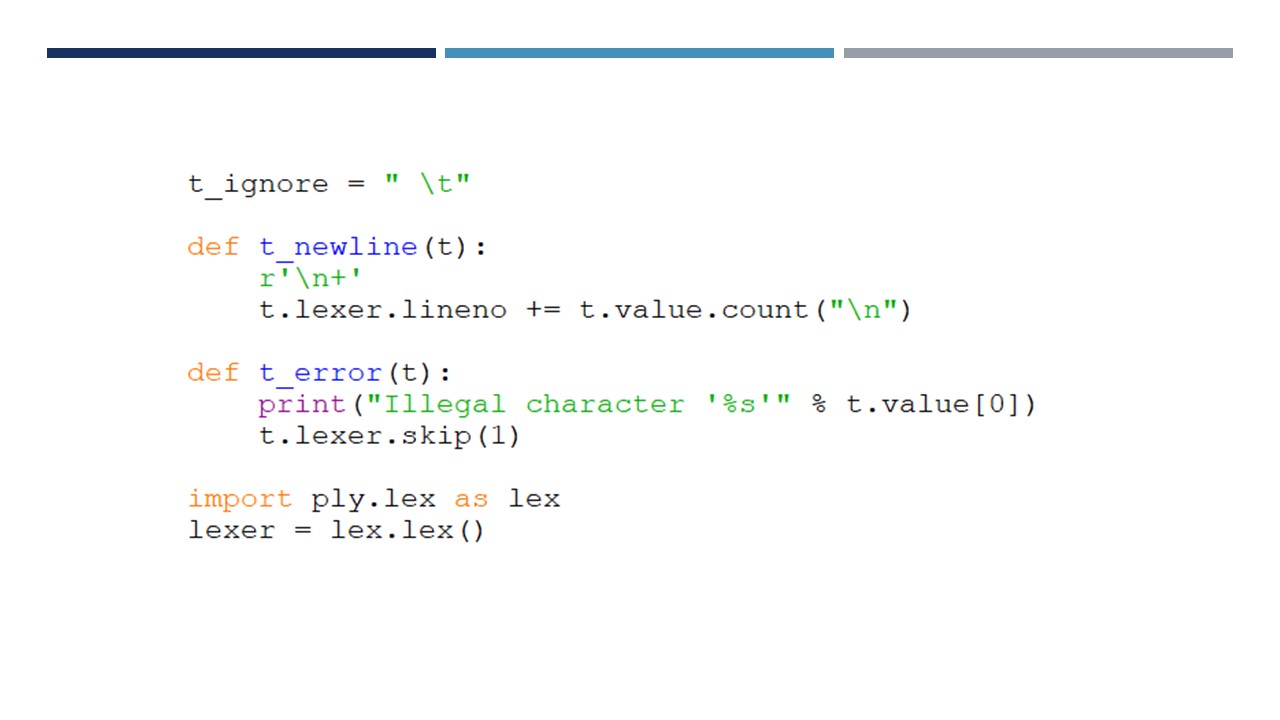 t_ignore = " \t"
def t_newline(t):
    r'\n+'
    t.lexer.lineno += t.value.count("\n")
def t_error(t):
    print("Illegal character '%s'" % t.value[0])
    t.lexer.skip(1)
import ply.lex as lex
lexer = lex.lex()